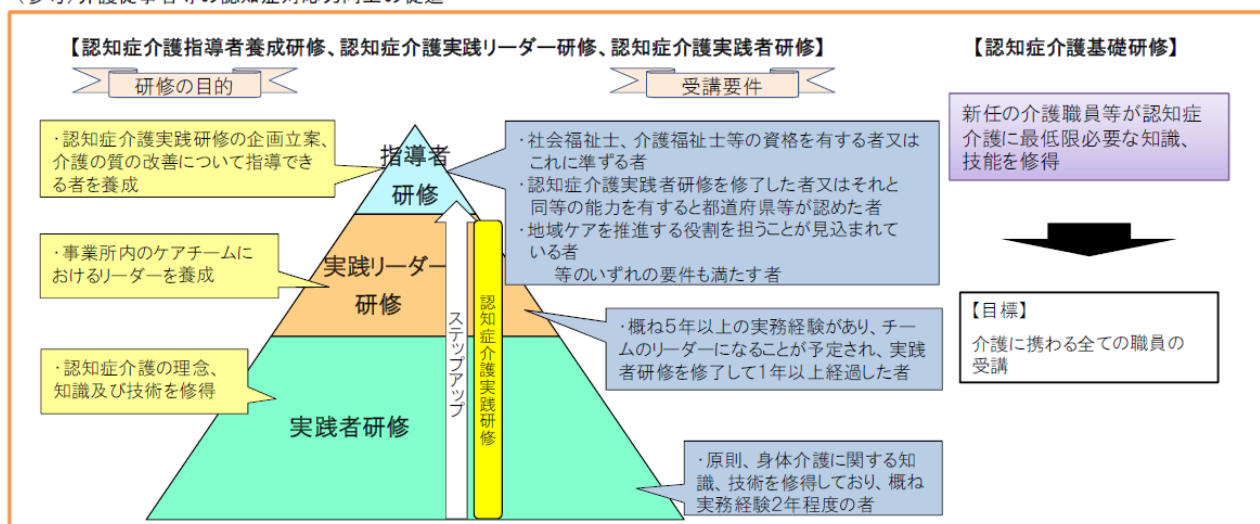 (参考)介護従事者等の認知症対応力向上の促進
【認知症介護指導者養成研修、認知症介護実践リーダー研修、認知症介護実践者研修】
研修の目的
受講要件
・認知症介護実践研修の企画立案、
介護の質の改善について指導でき
る者を養成
・事業所内のケアチームに
おけるリーダーを養成
・認知症介護の理念、
知識及び技術を修得
指導者
研修
実践リーダー
研修
実践者研修
ステップアップ
認知症介護実践研修
・社会福祉士、介護福祉士等の資格を有する者又は
これに準ずる者
・認知症介護実践者研修を修了した者又はそれと
同等の能力を有すると都道府県等が認めた者
・地域ケアを推進する役割を担うことが見込まれて
いる者
等のいずれの要件も満たす者
・概ね5年以上の実務経験があり、チー
ムのリーダーになることが予定され、実践
者研修を修了して1年以上経過した者
・原則、身体介護に関する知
識、技術を修得しており、概ね
実務経験2年程度の者
【認知症介護基礎研修】
新任の介護職員等が認知症
介護に最低限必要な知識、
技能を修得
【目標】
介護に携わる全ての職員の
受講